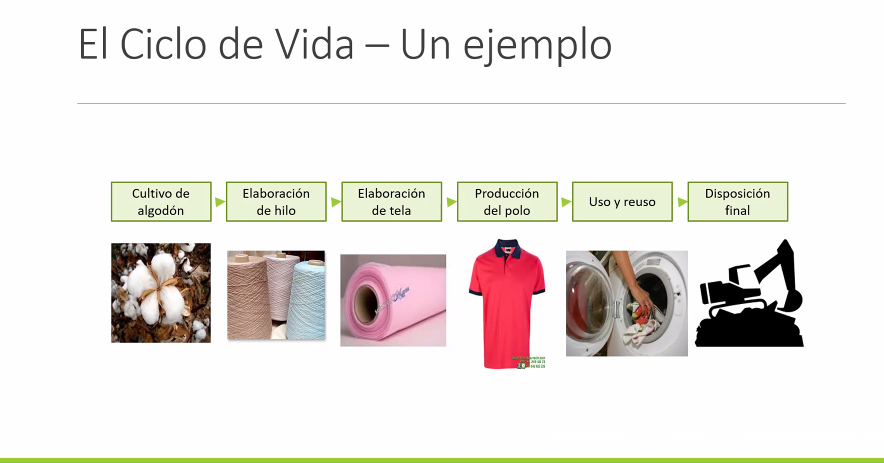 El Ciclo de Vida – Un ejemplo
Cultivo de
algodón
Elaboración
de hilo
Elaboración
de tela
Producción
del polo
Uso y reuso
Disposición
final